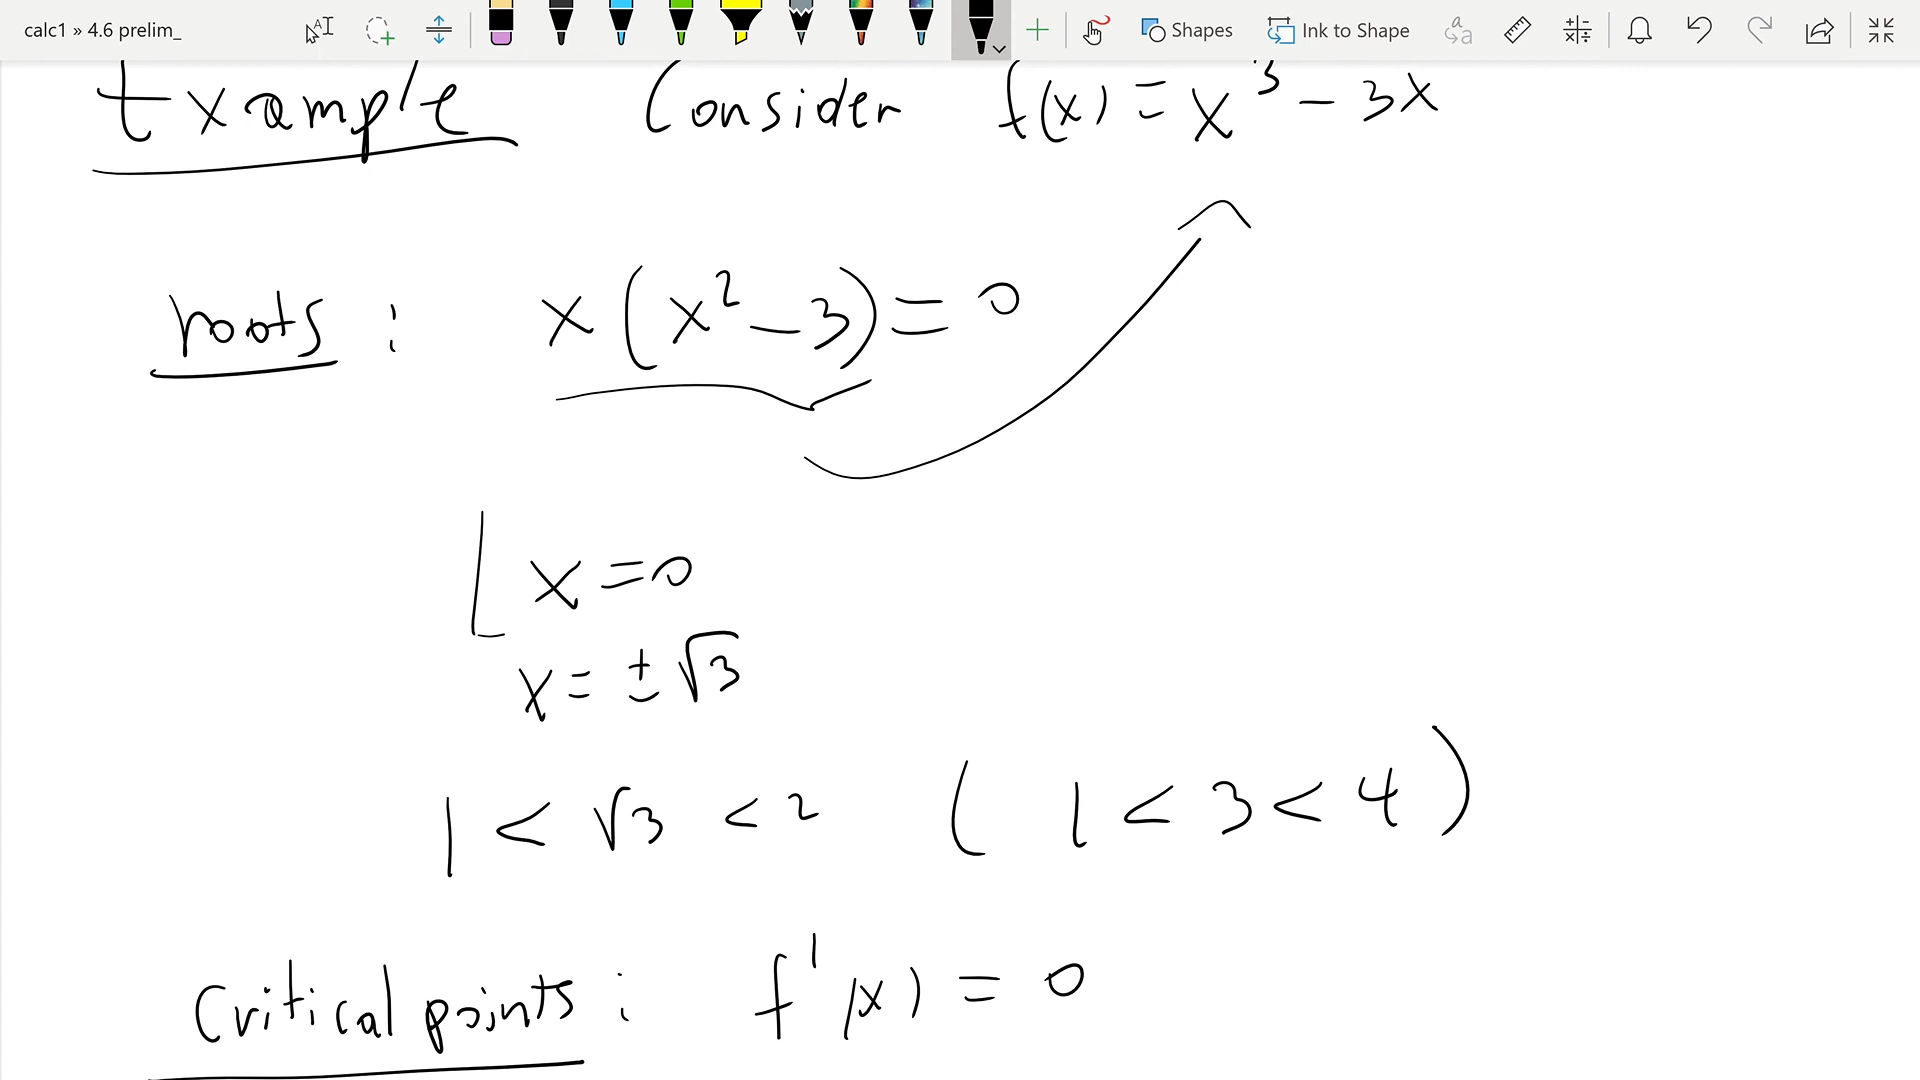 calc1 » 4.6 prelim_
Shapes
Ink to Shape
Example Consider f(x) = x³ - 3x
roots : x(x² - 3) = 0
x = 0
x = ± √3
1 < √3 < 2 ( 1 < 3 < 4 )
Critical points : f'(x) = 0